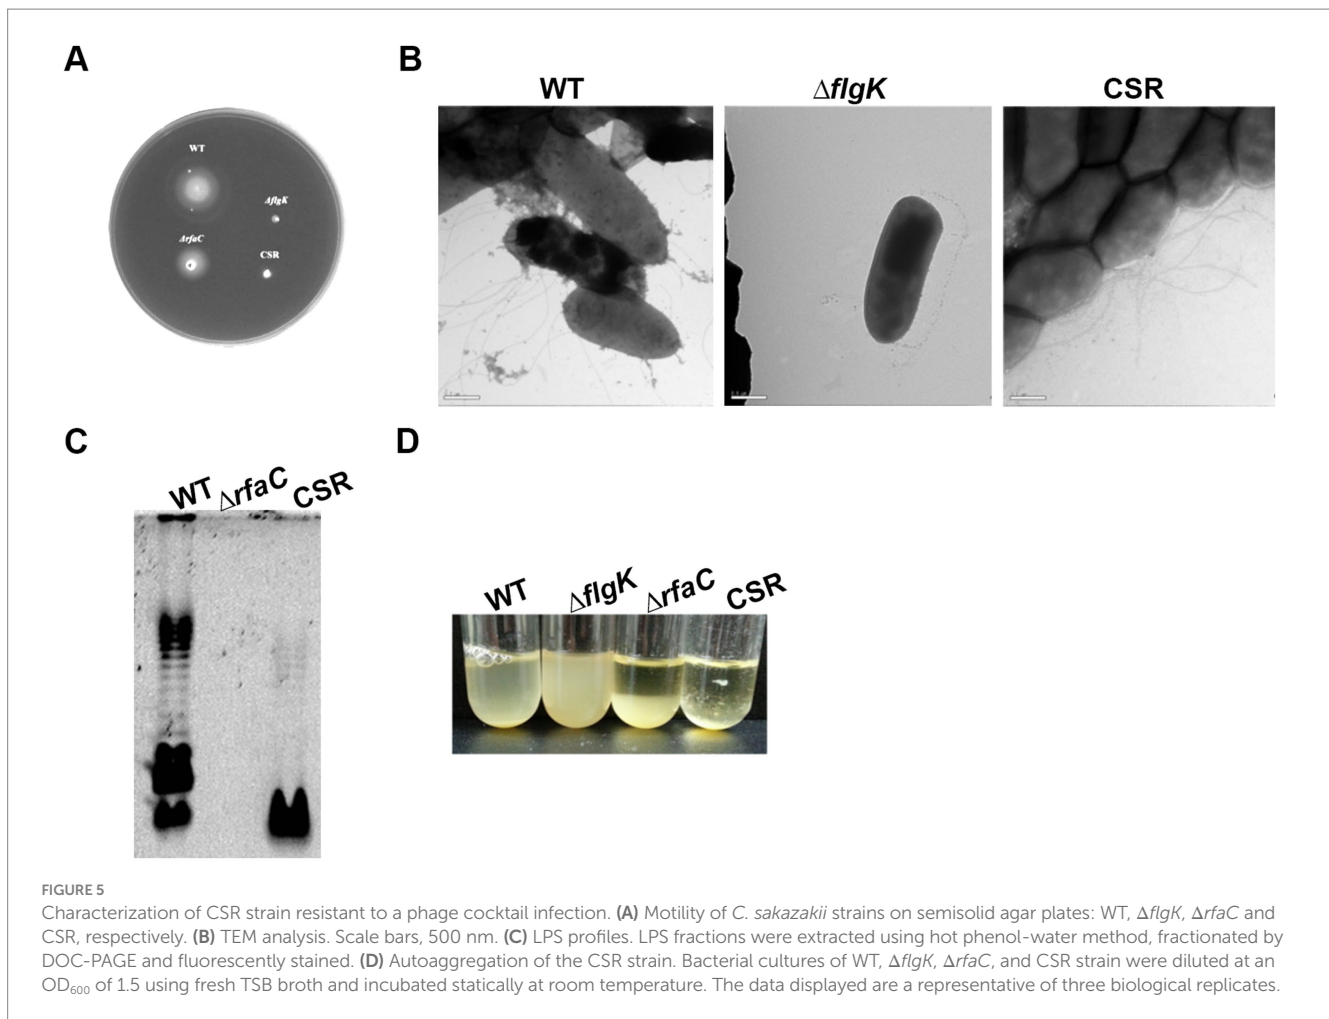 A
B
WT
ΔflgK
CSR
WT
ΔflgK
ΔrfaC
CSR
C
D
WT
ΔrfaC
CSR
WT
ΔflgK
ΔrfaC
CSR
FIGURE 5
Characterization of CSR strain resistant to a phage cocktail infection. (A) Motility of C. sakazakii strains on semisolid agar plates: WT, ΔflgK, ΔrfaC and
CSR, respectively. (B) TEM analysis. Scale bars, 500 nm. (C) LPS profiles. LPS fractions were extracted using hot phenol-water method, fractionated by
DOC-PAGE and fluorescently stained. (D) Autoaggregation of the CSR strain. Bacterial cultures of WT, ΔflgK, ΔrfaC, and CSR strain were diluted at an
OD600 of 1.5 using fresh TSB broth and incubated statically at room temperature. The data displayed are a representative of three biological replicates.